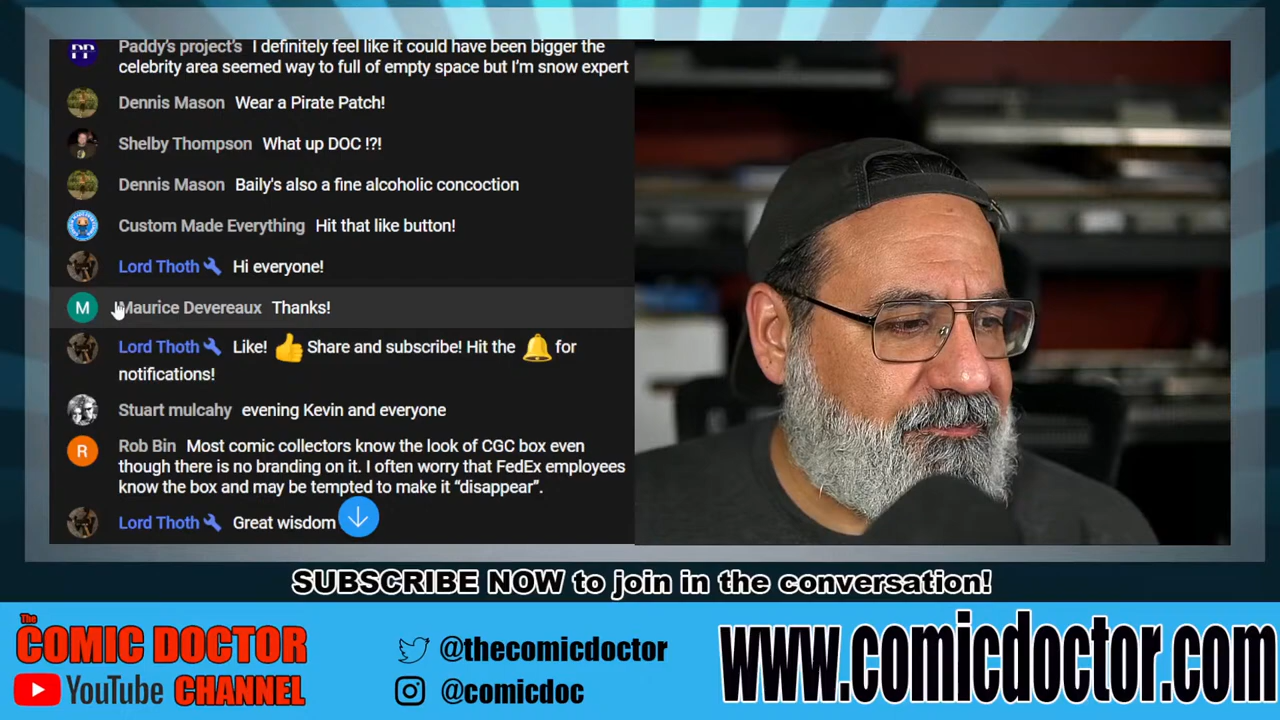 PP Paddy's project's I definitely feel like it could have been bigger the
celebrity area seemed way to full of empty space but I'm snow expert
Dennis Mason Wear a Pirate Patch!
Shelby Thompson What up DOC !?!
Dennis Mason Baily's also a fine alcoholic concoction
Custom Made Everything Hit that like button!
Lord Thoth Hi everyone!
M Maurice Devereaux Thanks!
Lord Thoth Like! 👍 Share and subscribe! Hit the 🔔 for
notifications!
Stuart mulcahy evening Kevin and everyone
R Rob Bin Most comic collectors know the look of CGC box even
though there is no branding on it. I often worry that FedEx employees
know the box and may be tempted to make it “disappear”.
Lord Thoth Great wisdom
SUBSCRIBE NOW to join in the conversation!
The
COMIC DOCTOR
YouTube CHANNEL
@thecomicdoctor
@comicdoc
www.comicdoctor.com